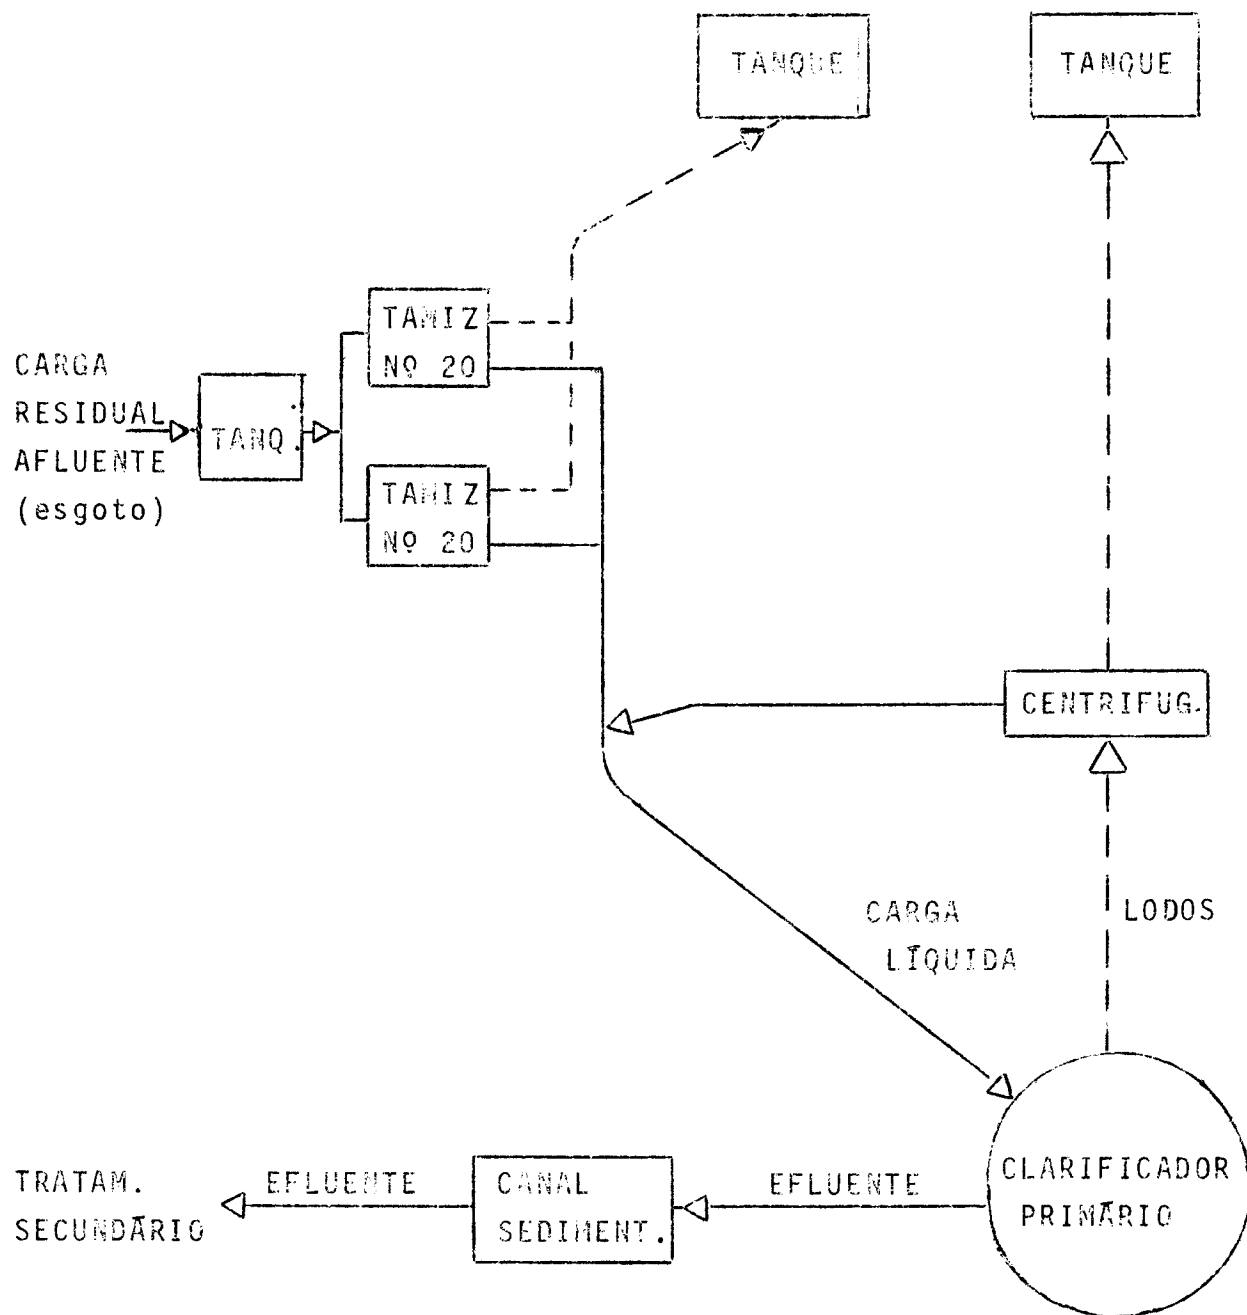 TANQUE
TANQUE
TAMIZ
Nº 20
CARGA
RESIDUAL
AFLUENTE
(esgoto)
TANQ.
TAMIZ
Nº 20
CENTRIFUG.
CARGA
LÍQUIDA
LODOS
TRATAM.
SECUNDÁRIO
EFLUENTE
CANAL
SEDIMENT.
EFLUENTE
CLARIFICADOR
PRIMÁRIO